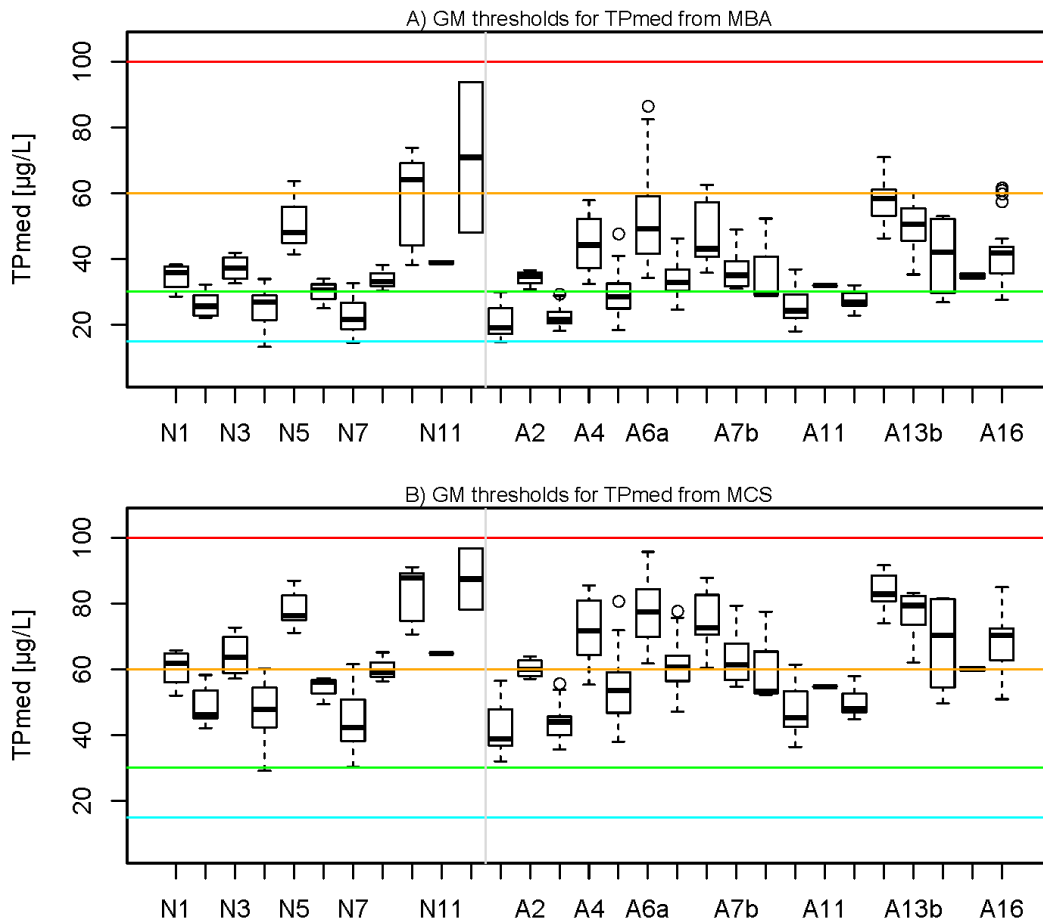 A) GM thresholds for TPmed from MBA
TPmed [µg/L]
100
80
60
40
20
N1 N3 N5 N7 N11 A2 A4 A6a A7b A11 A13b A16
B) GM thresholds for TPmed from MCS
TPmed [µg/L]
100
80
60
40
20
N1 N3 N5 N7 N11 A2 A4 A6a A7b A11 A13b A16